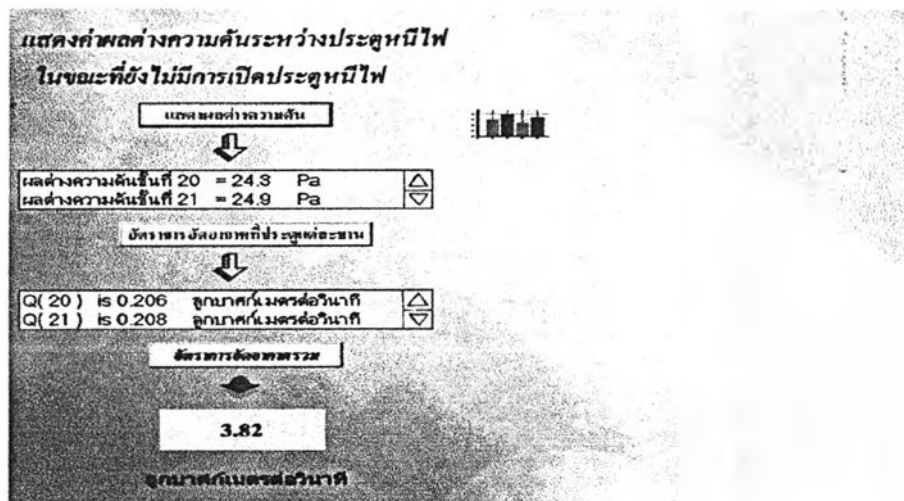 แสดงค่าผลต่างความดันระหว่างประตูหนีไฟ
ในขณะที่ยังไม่มีการเปิดประตูหนีไฟ
แสดงผลต่างความดัน
ผลต่างความดันชั้นที่ 20 = 24.3 Pa
ผลต่างความดันชั้นที่ 21 = 24.9 Pa
อัตราการอัดอากาศที่ประตูแต่ละบาน
Q( 20 ) is 0.206 ลูกบาศก์เมตรต่อวินาที
Q( 21 ) is 0.208 ลูกบาศก์เมตรต่อวินาที
อัตราการอัดอากาศรวม
3.82
ลูกบาศก์เมตรต่อวินาที